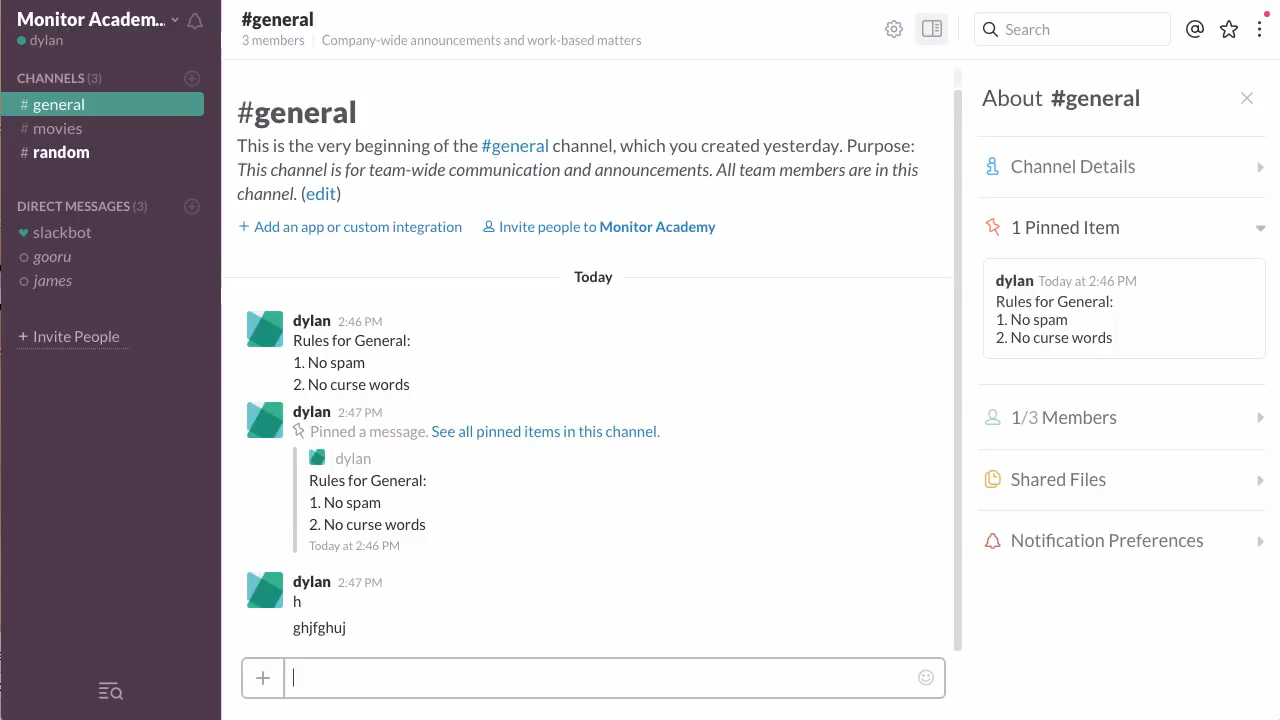 Monitor Academ...
dylan
CHANNELS (3)
# general
# movies
# random
DIRECT MESSAGES (3)
slackbot
gooru
james
+ Invite People
#general
3 members
Company-wide announcements and work-based matters
Search
#general
This is the very beginning of the #general channel, which you created yesterday. Purpose:
This channel is for team-wide communication and announcements. All team members are in this
channel. (edit)
+ Add an app or custom integration
Invite people to Monitor Academy
Today
dylan 2:46 PM
Rules for General:
1. No spam
2. No curse words
dylan 2:47 PM
Pinned a message. See all pinned items in this channel.
dylan
Rules for General:
1. No spam
2. No curse words
Today at 2:46 PM
dylan 2:47 PM
h
ghjfghuj
About #general
Channel Details
1 Pinned Item
dylan Today at 2:46 PM
Rules for General:
1. No spam
2. No curse words
1/3 Members
Shared Files
Notification Preferences